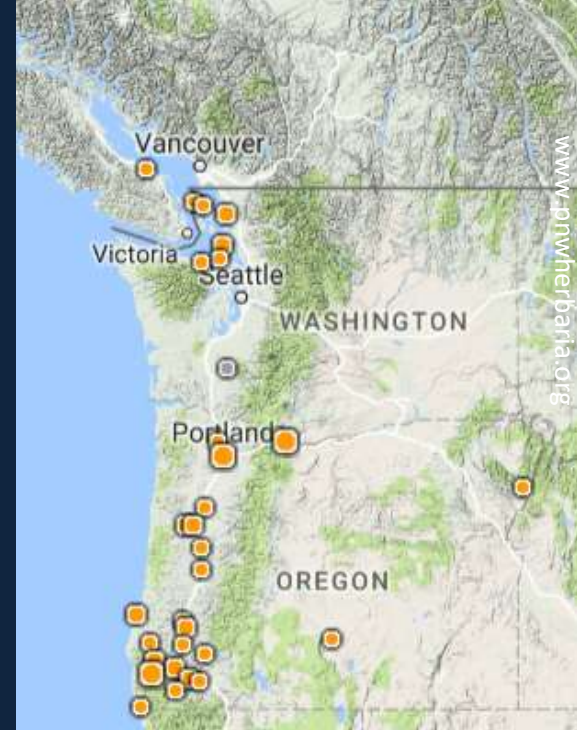 Vancouver
www.pnwherbaria.org
Victoria
Seattle
WASHINGTON
Portland
OREGON